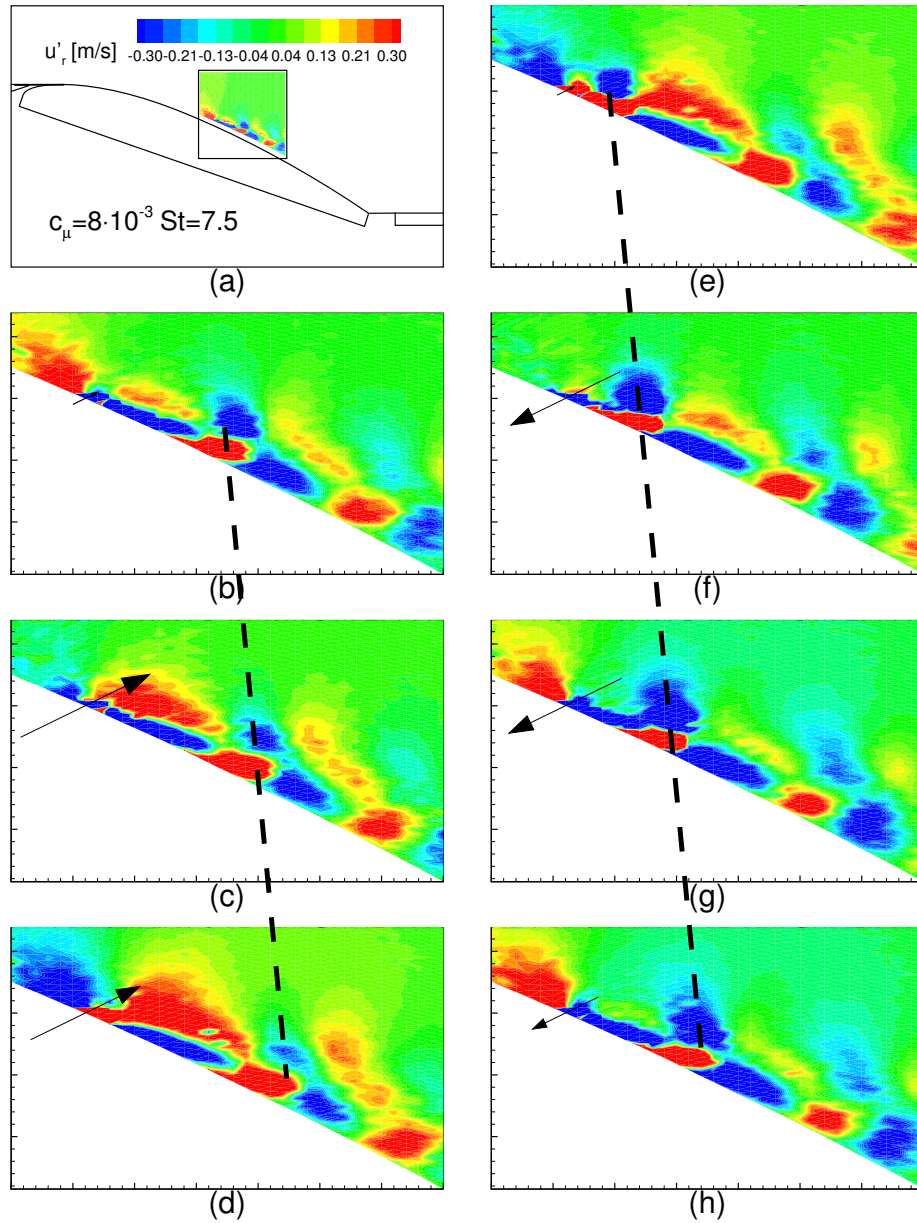 u'r [m/s]
-0.30 -0.21 -0.13 -0.04 0.04 0.13 0.21 0.30
cμ=8·10⁻³ St=7.5
(a)
(b)
(c)
(d)
(e)
(f)
(g)
(h)